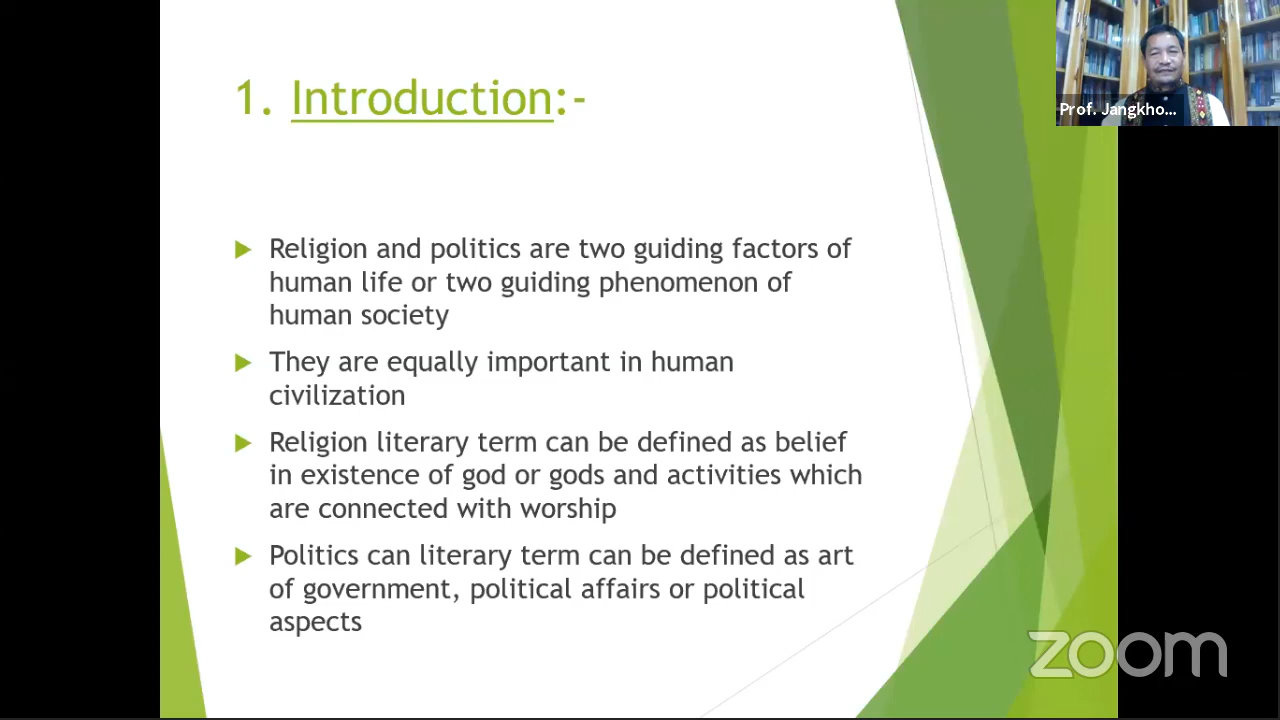 1. Introduction:-
Prof. Jangkho...
Religion and politics are two guiding factors of
human life or two guiding phenomenon of
human society
They are equally important in human
civilization
Religion literary term can be defined as belief
in existence of god or gods and activities which
are connected with worship
Politics can literary term can be defined as art
of government, political affairs or political
aspects
zoom